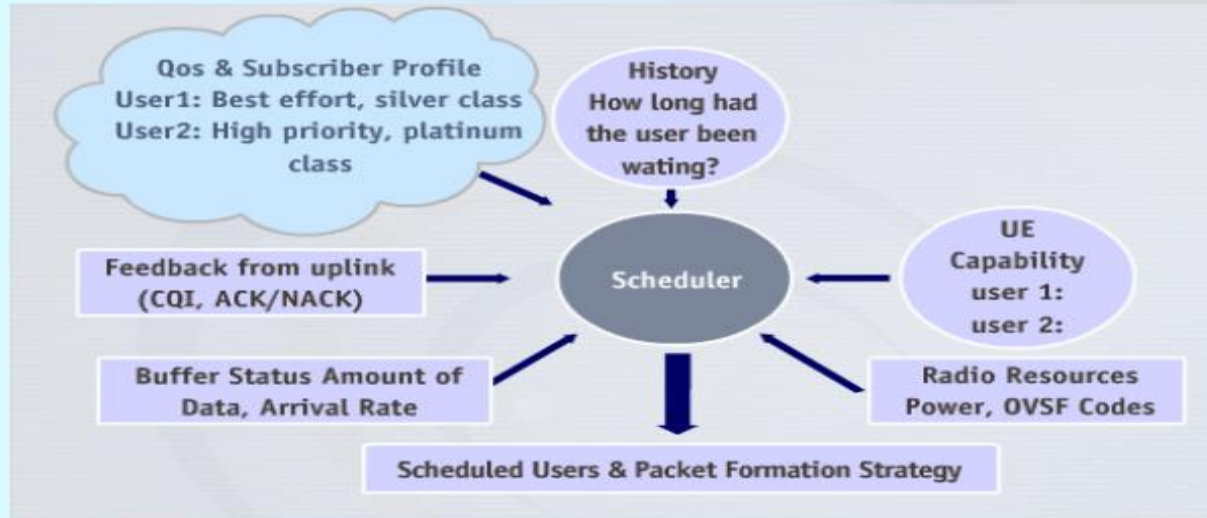 Qos & Subscriber Profile
User1: Best effort, silver class
User2: High priority, platinum
class
History
How long had
the user been
wating?
Feedback from uplink
(CQI, ACK/NACK)
Scheduler
UE
Capability
user 1:
user 2:
Buffer Status Amount of
Data, Arrival Rate
Radio Resources
Power, OVSF Codes
Scheduled Users & Packet Formation Strategy